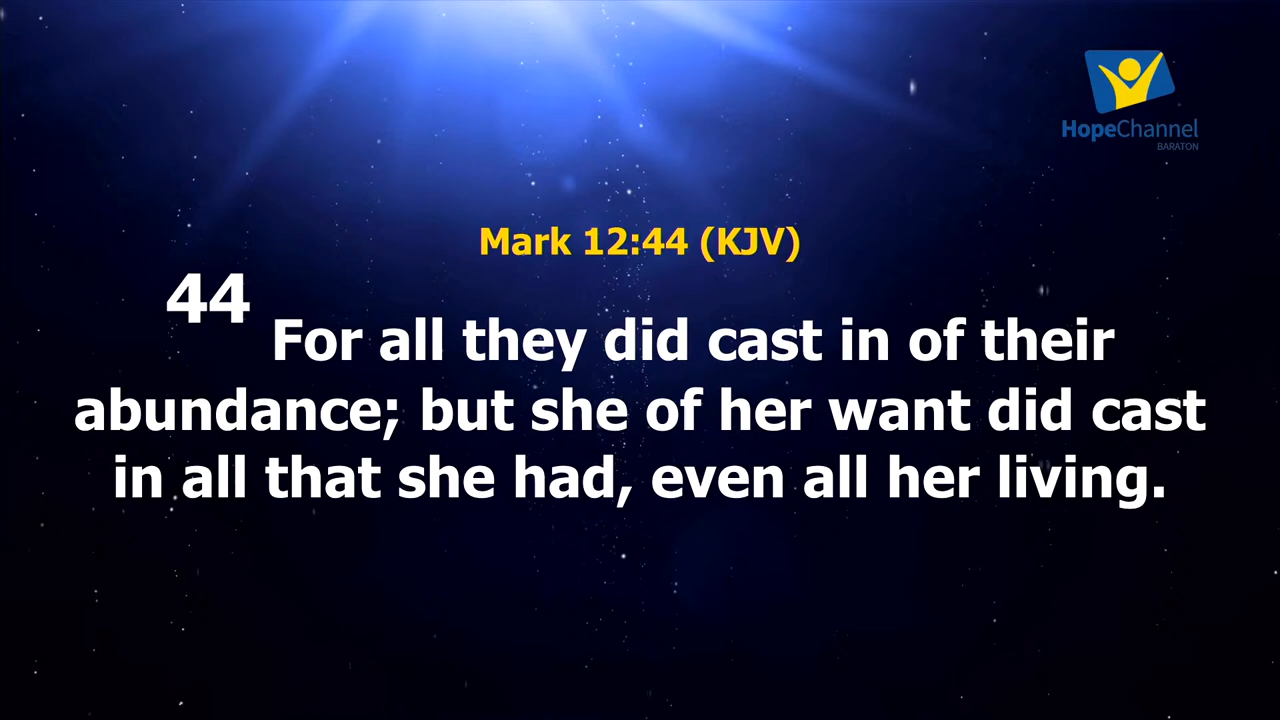 HopeChannel
BARATON
Mark 12:44 (KJV)
44 For all they did cast in of their
abundance; but she of her want did cast
in all that she had, even all her living.